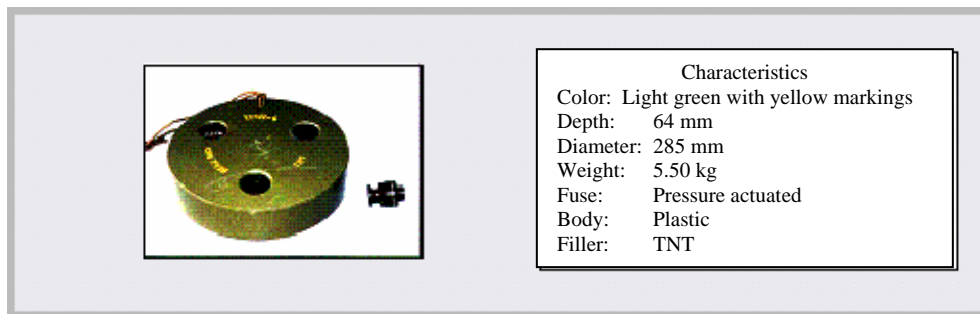 Characteristics
Color: Light green with yellow markings
Depth: 64 mm
Diameter: 285 mm
Weight: 5.50 kg
Fuse: Pressure actuated
Body: Plastic
Filler: TNT